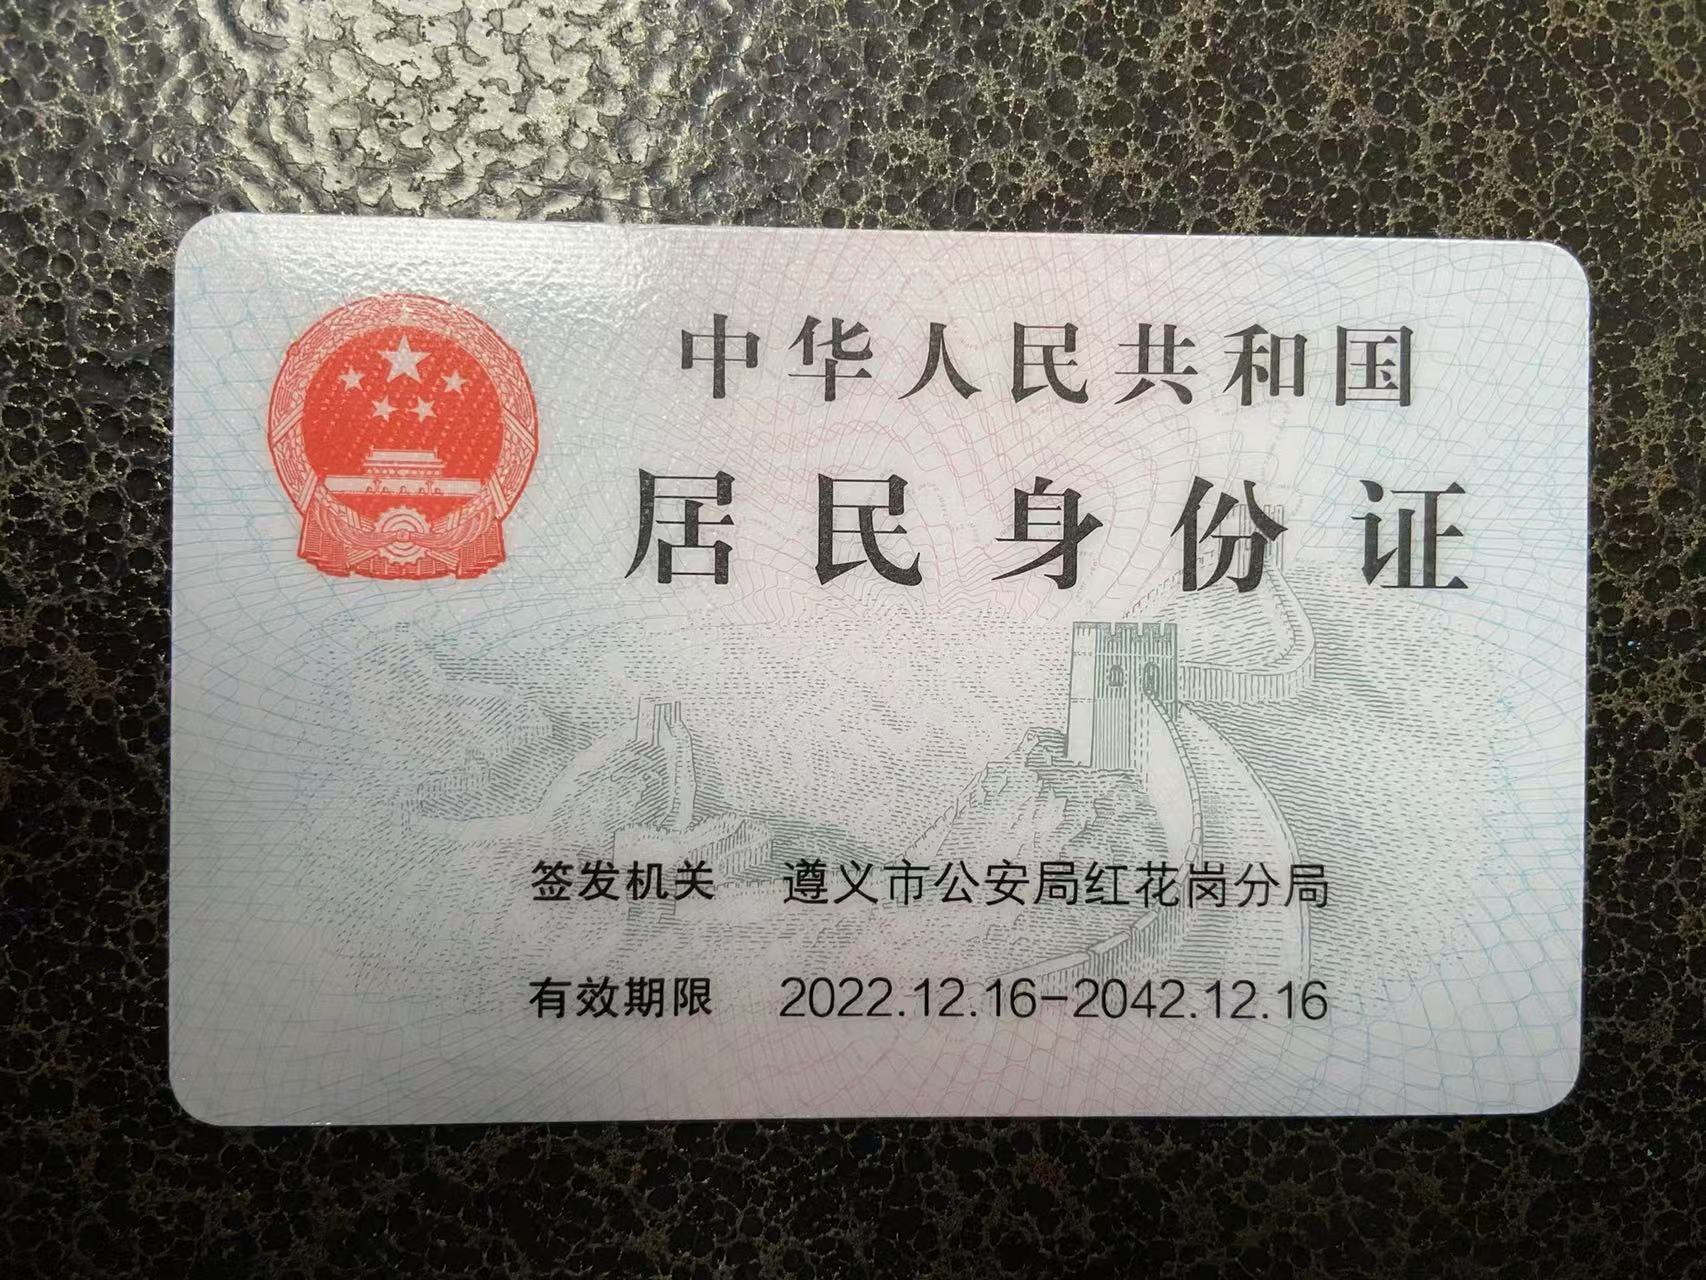 中华人民共和国
居民身份证
签发机关 遵义市公安局红花岗分局
有效期限 2022.12.16-2042.12.16